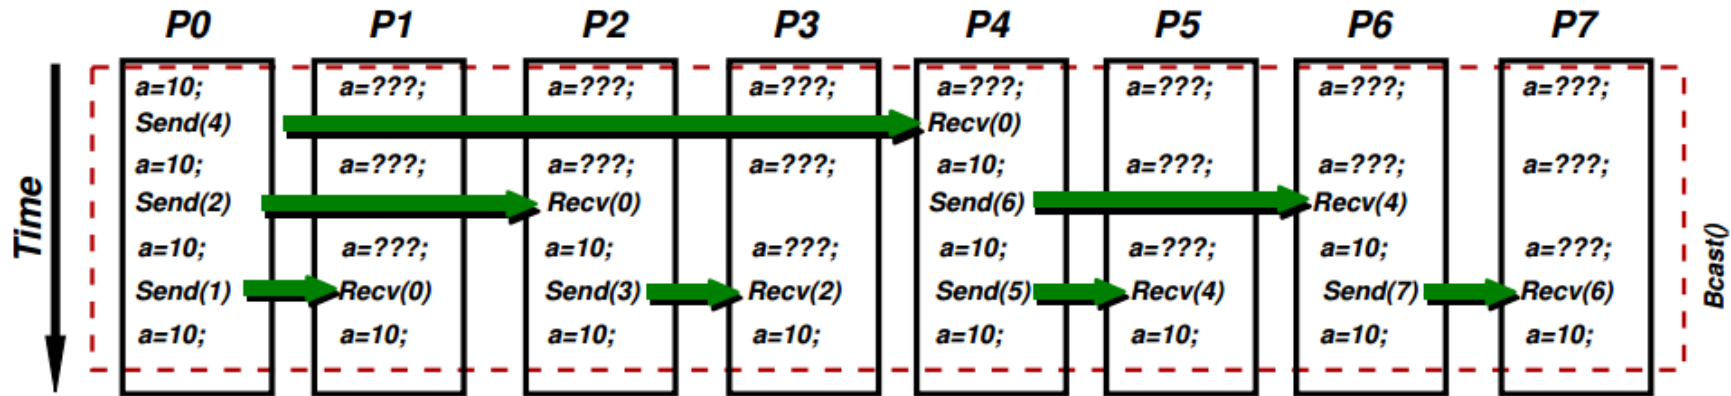 P0 P1 P2 P3 P4 P5 P6 P7
a=10; a=???; a=???; a=???; a=???; a=???; a=???; a=???;
Send(4) Recv(0)
a=10; a=???; a=???; a=???; a=10; a=???; a=???; a=???;
Send(2) Recv(0) Send(6) Recv(4)
a=10; a=???; a=10; a=???; a=10; a=???; a=10; a=???;
Send(1) Recv(0) Send(3) Recv(2) Send(5) Recv(4) Send(7) Recv(6)
a=10; a=10; a=10; a=10; a=10; a=10; a=10; a=10;
Time
Bcast()